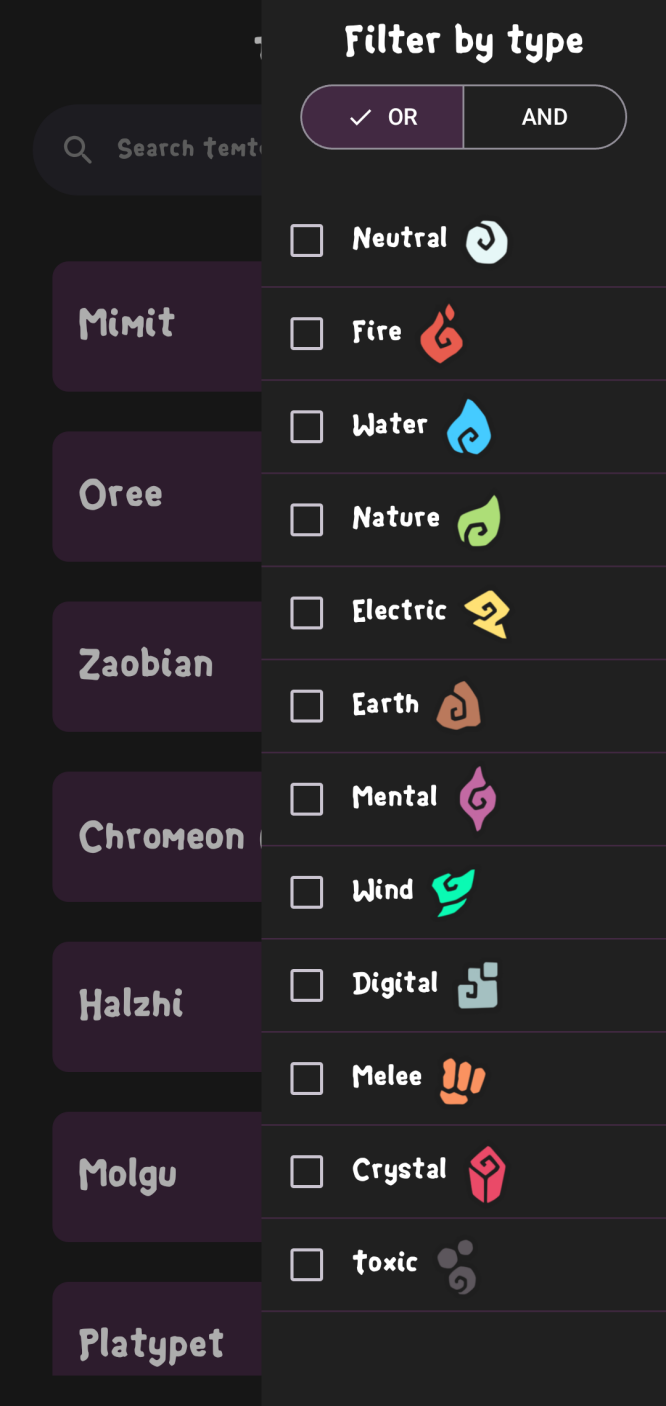 Filter by type
OR
AND
Neutral
Fire
Water
Nature
Electric
Earth
Mental
Wind
Digital
Melee
Crystal
Toxic
Search
Mimit
Oree
Zaobian
Chromeon
Halzhi
Molgu
Platypet